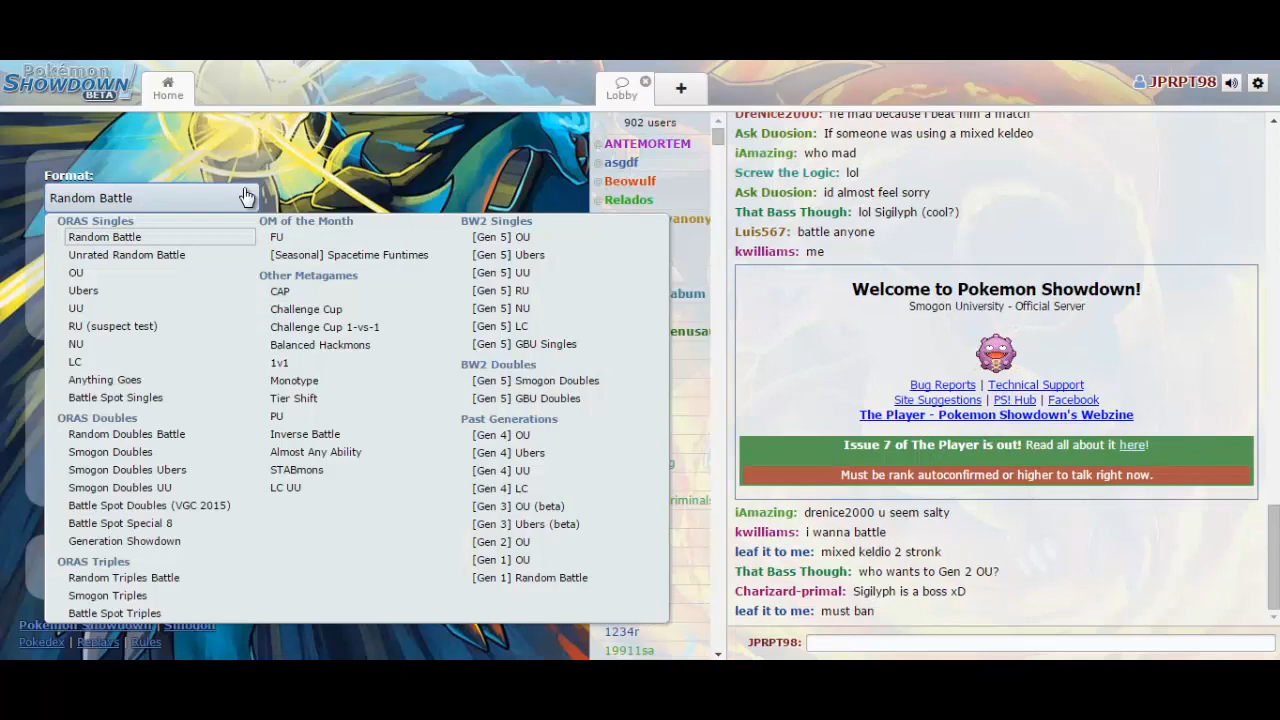 Pokémon
SHOWDOWN
BETA
Home
Lobby
+
JPRPT98
Format:
Random Battle
ORAS Singles
Random Battle
Unrated Random Battle
OU
Ubers
UU
RU (suspect test)
NU
LC
Anything Goes
Battle Spot Singles
ORAS Doubles
Random Doubles Battle
Smogon Doubles
Smogon Doubles Ubers
Smogon Doubles UU
Battle Spot Doubles (VGC 2015)
Battle Spot Special 8
Generation Showdown
ORAS Triples
Random Triples Battle
Smogon Triples
Battle Spot Triples
OM of the Month
FU
[Seasonal] Spacetime Funtimes
Other Metagames
CAP
Challenge Cup
Challenge Cup 1-vs-1
Balanced Hackmons
1v1
Monotype
Tier Shift
PU
Inverse Battle
Almost Any Ability
STABmons
LC UU
BW2 Singles
[Gen 5] OU
[Gen 5] Ubers
[Gen 5] UU
[Gen 5] RU
[Gen 5] NU
[Gen 5] LC
[Gen 5] GBU Singles
BW2 Doubles
[Gen 5] Smogon Doubles
[Gen 5] GBU Doubles
Past Generations
[Gen 4] OU
[Gen 4] Ubers
[Gen 4] UU
[Gen 4] LC
[Gen 3] OU (beta)
[Gen 3] Ubers (beta)
[Gen 2] OU
[Gen 1] OU
[Gen 1] Random Battle
Pokémon Showdown | Smogon
Pokédex | Replays | Rules
902 users
@ANTEMORTEM
@asgdf
@Beowulf
@Relados
1234r
19911sa
DreNice2000: he mad because i beat him a match
Ask Duosion: If someone was using a mixed keldeo
iAmazing: who mad
Screw the Logic: lol
Ask Duosion: id almost feel sorry
That Bass Though: lol Sigilyph (cool?)
Luis567: battle anyone
kwilliams: me
Welcome to Pokemon Showdown!
Smogon University - Official Server
Bug Reports | Technical Support
Site Suggestions | PS! Hub | Facebook
The Player - Pokemon Showdown's Webzine
Issue 7 of The Player is out! Read all about it here!
Must be rank autoconfirmed or higher to talk right now.
iAmazing: drenice2000 u seem salty
kwilliams: i wanna battle
leaf it to me: mixed keldio 2 stronk
That Bass Though: who wants to Gen 2 OU?
Charizard-primal: Sigilyph is a boss xD
leaf it to me: must ban
JPRPT98: